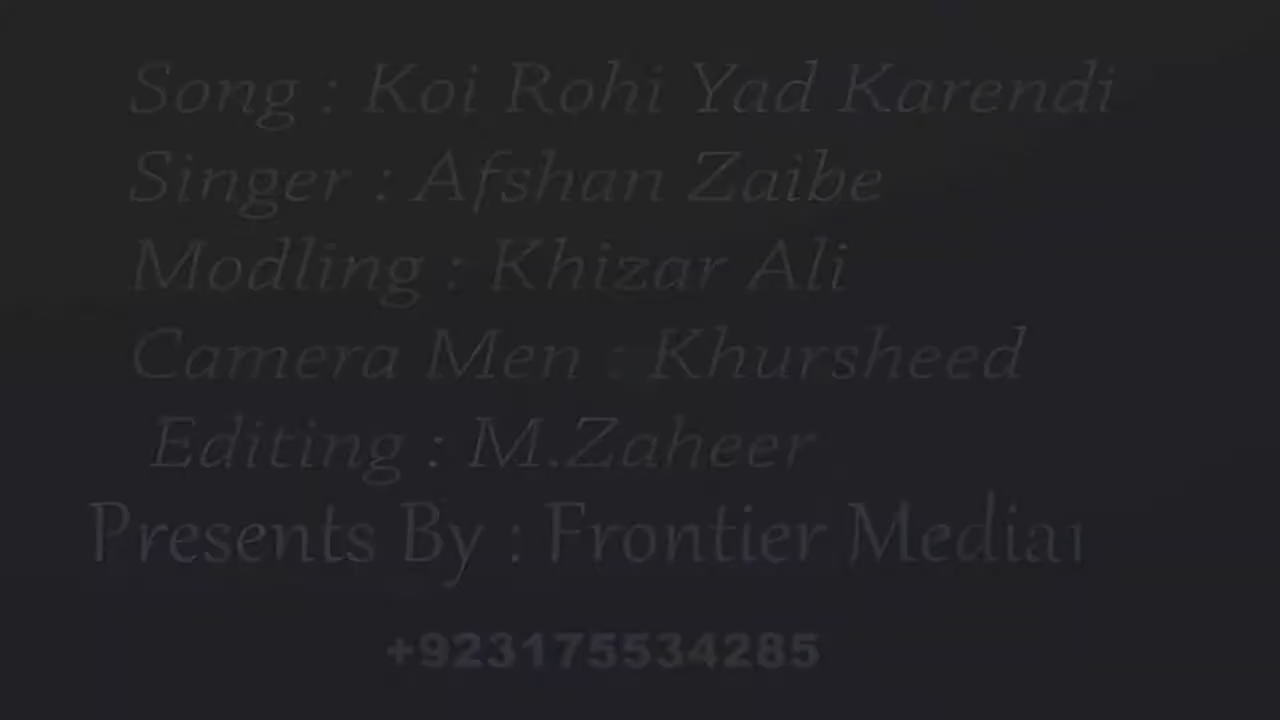 Song : Koi Rohi Yad Karendi
Singer : Afshan Zaibe
Modling : Khizar Ali
Camera Men : Khursheed
Editing : M.Zaheer
Presents By : Frontier Media1
+923175534285